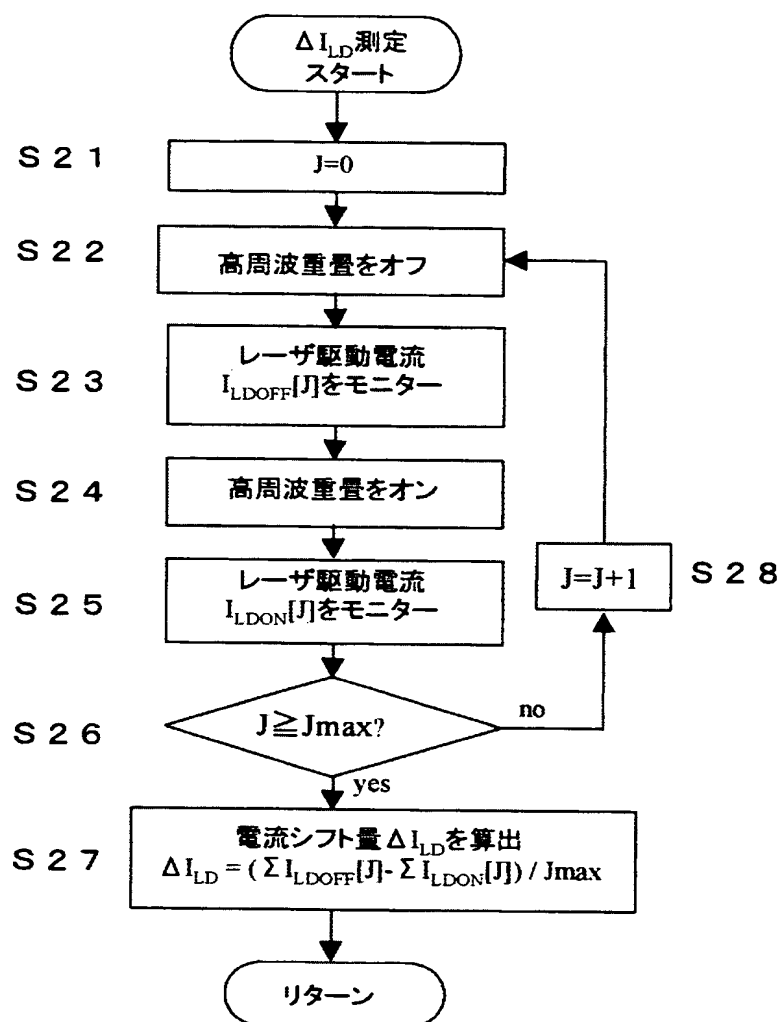 ΔI_LD測定
スタート
S21
J=0
S22
高周波重畳をオフ
S23
レーザ駆動電流
I_LDOFF[J]をモニター
S24
高周波重畳をオン
S25
レーザ駆動電流
I_LDON[J]をモニター
J=J+1
S28
S26
J≧Jmax?
no
yes
S27
電流シフト量ΔI_LDを算出
ΔI_LD = (ΣI_LDOFF[J]-ΣI_LDON[J]) / Jmax
リターン